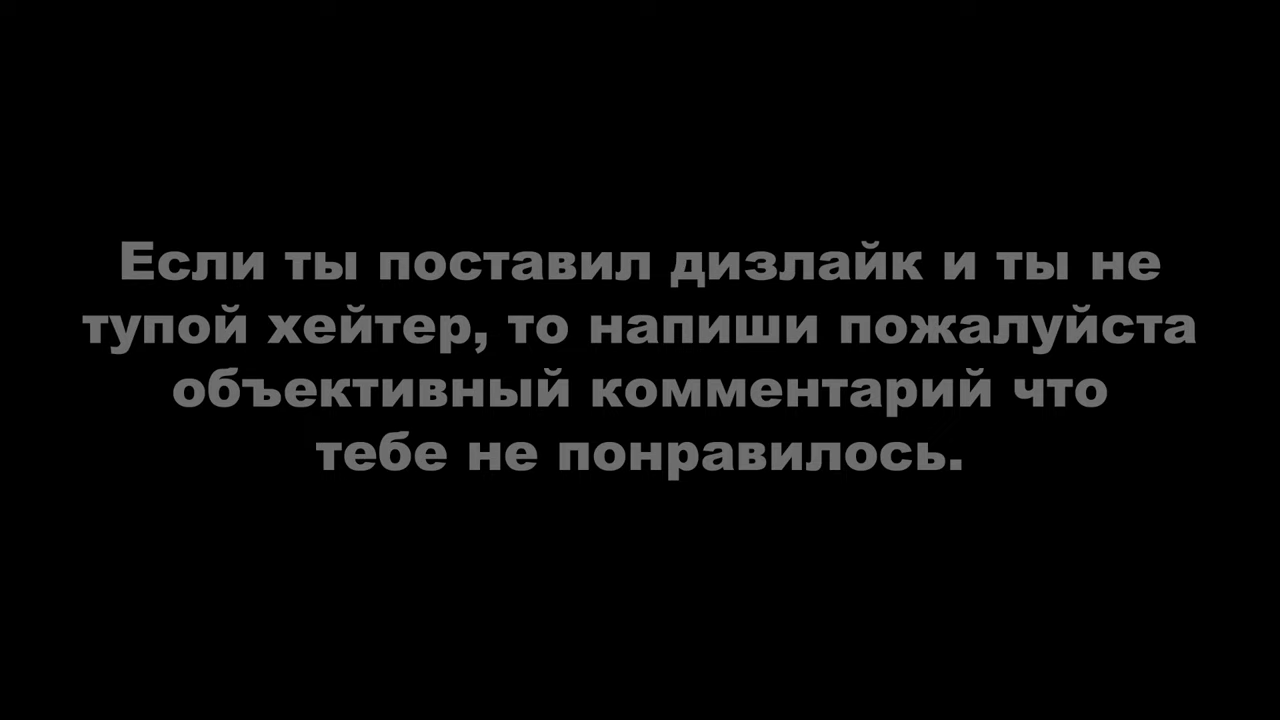 Если ты поставил дизлайк и ты не
тупой хейтер, то напиши пожалуйста
объективный комментарий что
тебе не понравилось.